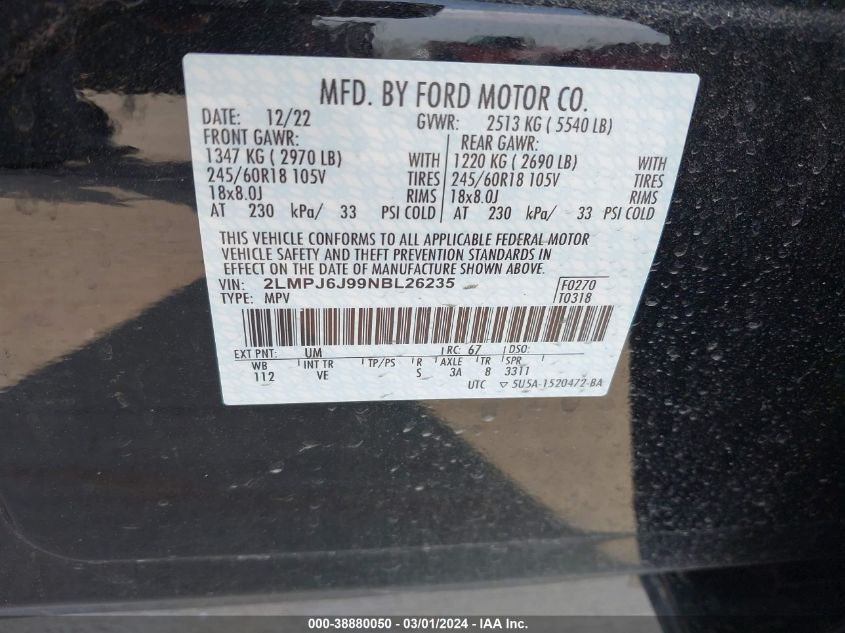 MFD. BY FORD MOTOR CO.
DATE: 12/22 GVWR: 2513 KG ( 5540 LB)
FRONT GAWR: REAR GAWR:
1347 KG ( 2970 LB) WITH 1220 KG ( 2690 LB) WITH
245/60R18 105V TIRES 245/60R18 105V TIRES
18x8.0J RIMS 18x8.0J RIMS
AT 230 kPa/ 33 PSI COLD AT 230 kPa/ 33 PSI COLD
THIS VEHICLE CONFORMS TO ALL APPLICABLE FEDERAL MOTOR
VEHICLE SAFETY AND THEFT PREVENTION STANDARDS IN
EFFECT ON THE DATE OF MANUFACTURE SHOWN ABOVE.
VIN: 2LMPJ6J99NBL26235 F0270
TYPE: MPV T0318
EXT PNT: UM RC: 67 DSO:
WB INT TR TP/PS R AXLE TR SPR
112 VE S 3A 8 3311
UTC ▽ 5U5A-1520472-BA
000-38880050 - 03/01/2024 - IAA Inc.